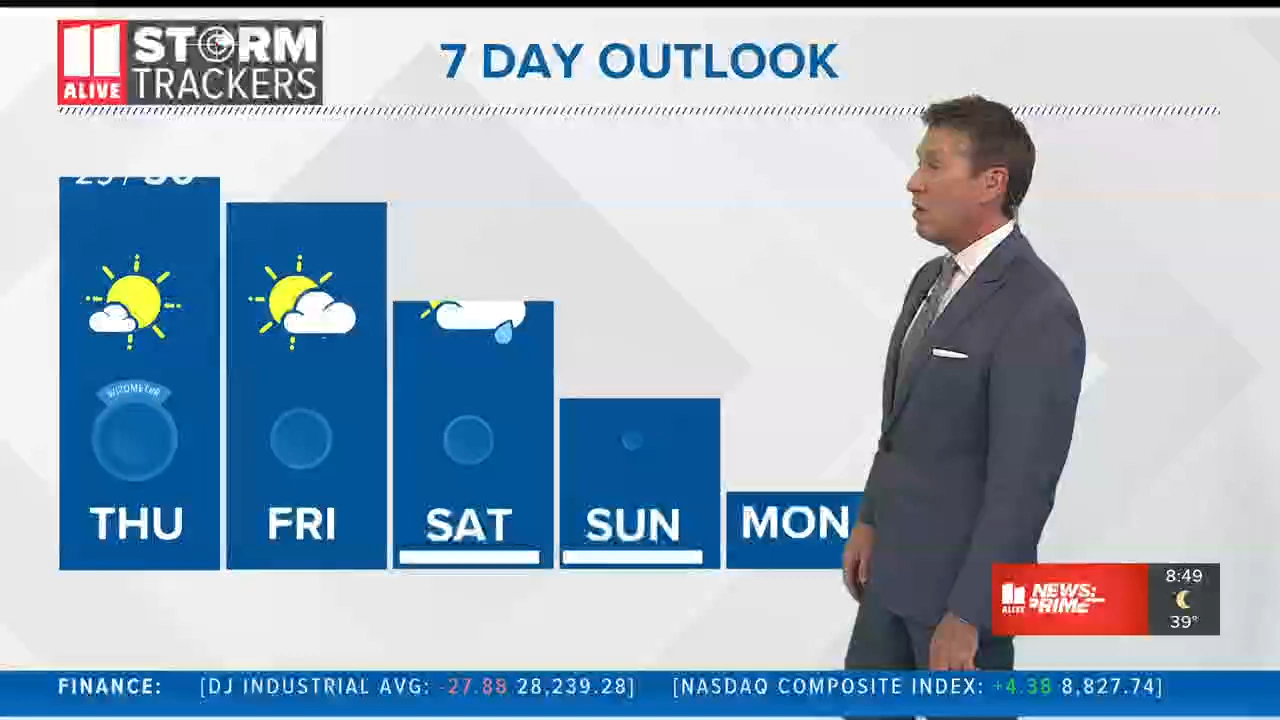 11 ALIVE
STORM TRACKERS
7 DAY OUTLOOK
WIZOMETER
THU
FRI
SAT
SUN
MON
11 ALIVE
NEWS: PRIME
8:49
39°
FINANCE: [DJ INDUSTRIAL AVG: -27.88 28,239.28] [NASDAQ COMPOSITE INDEX: +4.38 8,827.74]